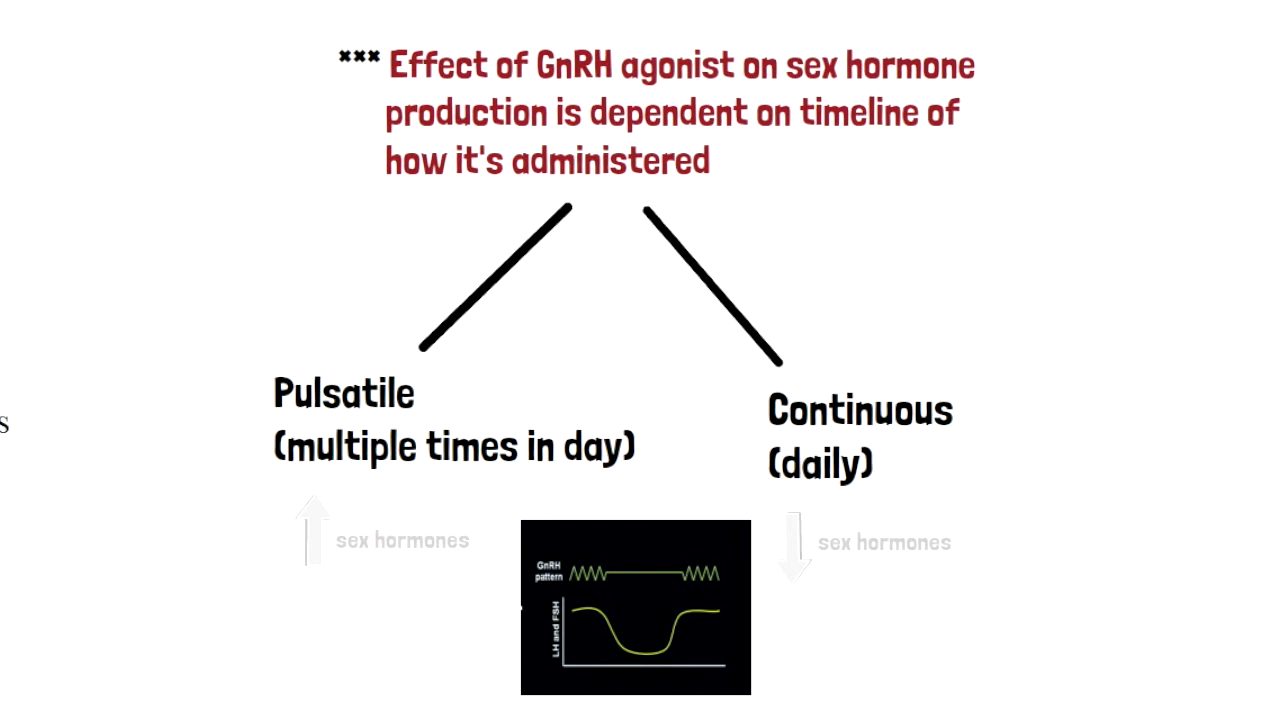 *** Effect of GnRH agonist on sex hormone
production is dependent on timeline of
how it's administered
Pulsatile
(multiple times in day)
Continuous
(daily)
s
sex hormones
sex hormones
GnRH
pattern
LH and FSH